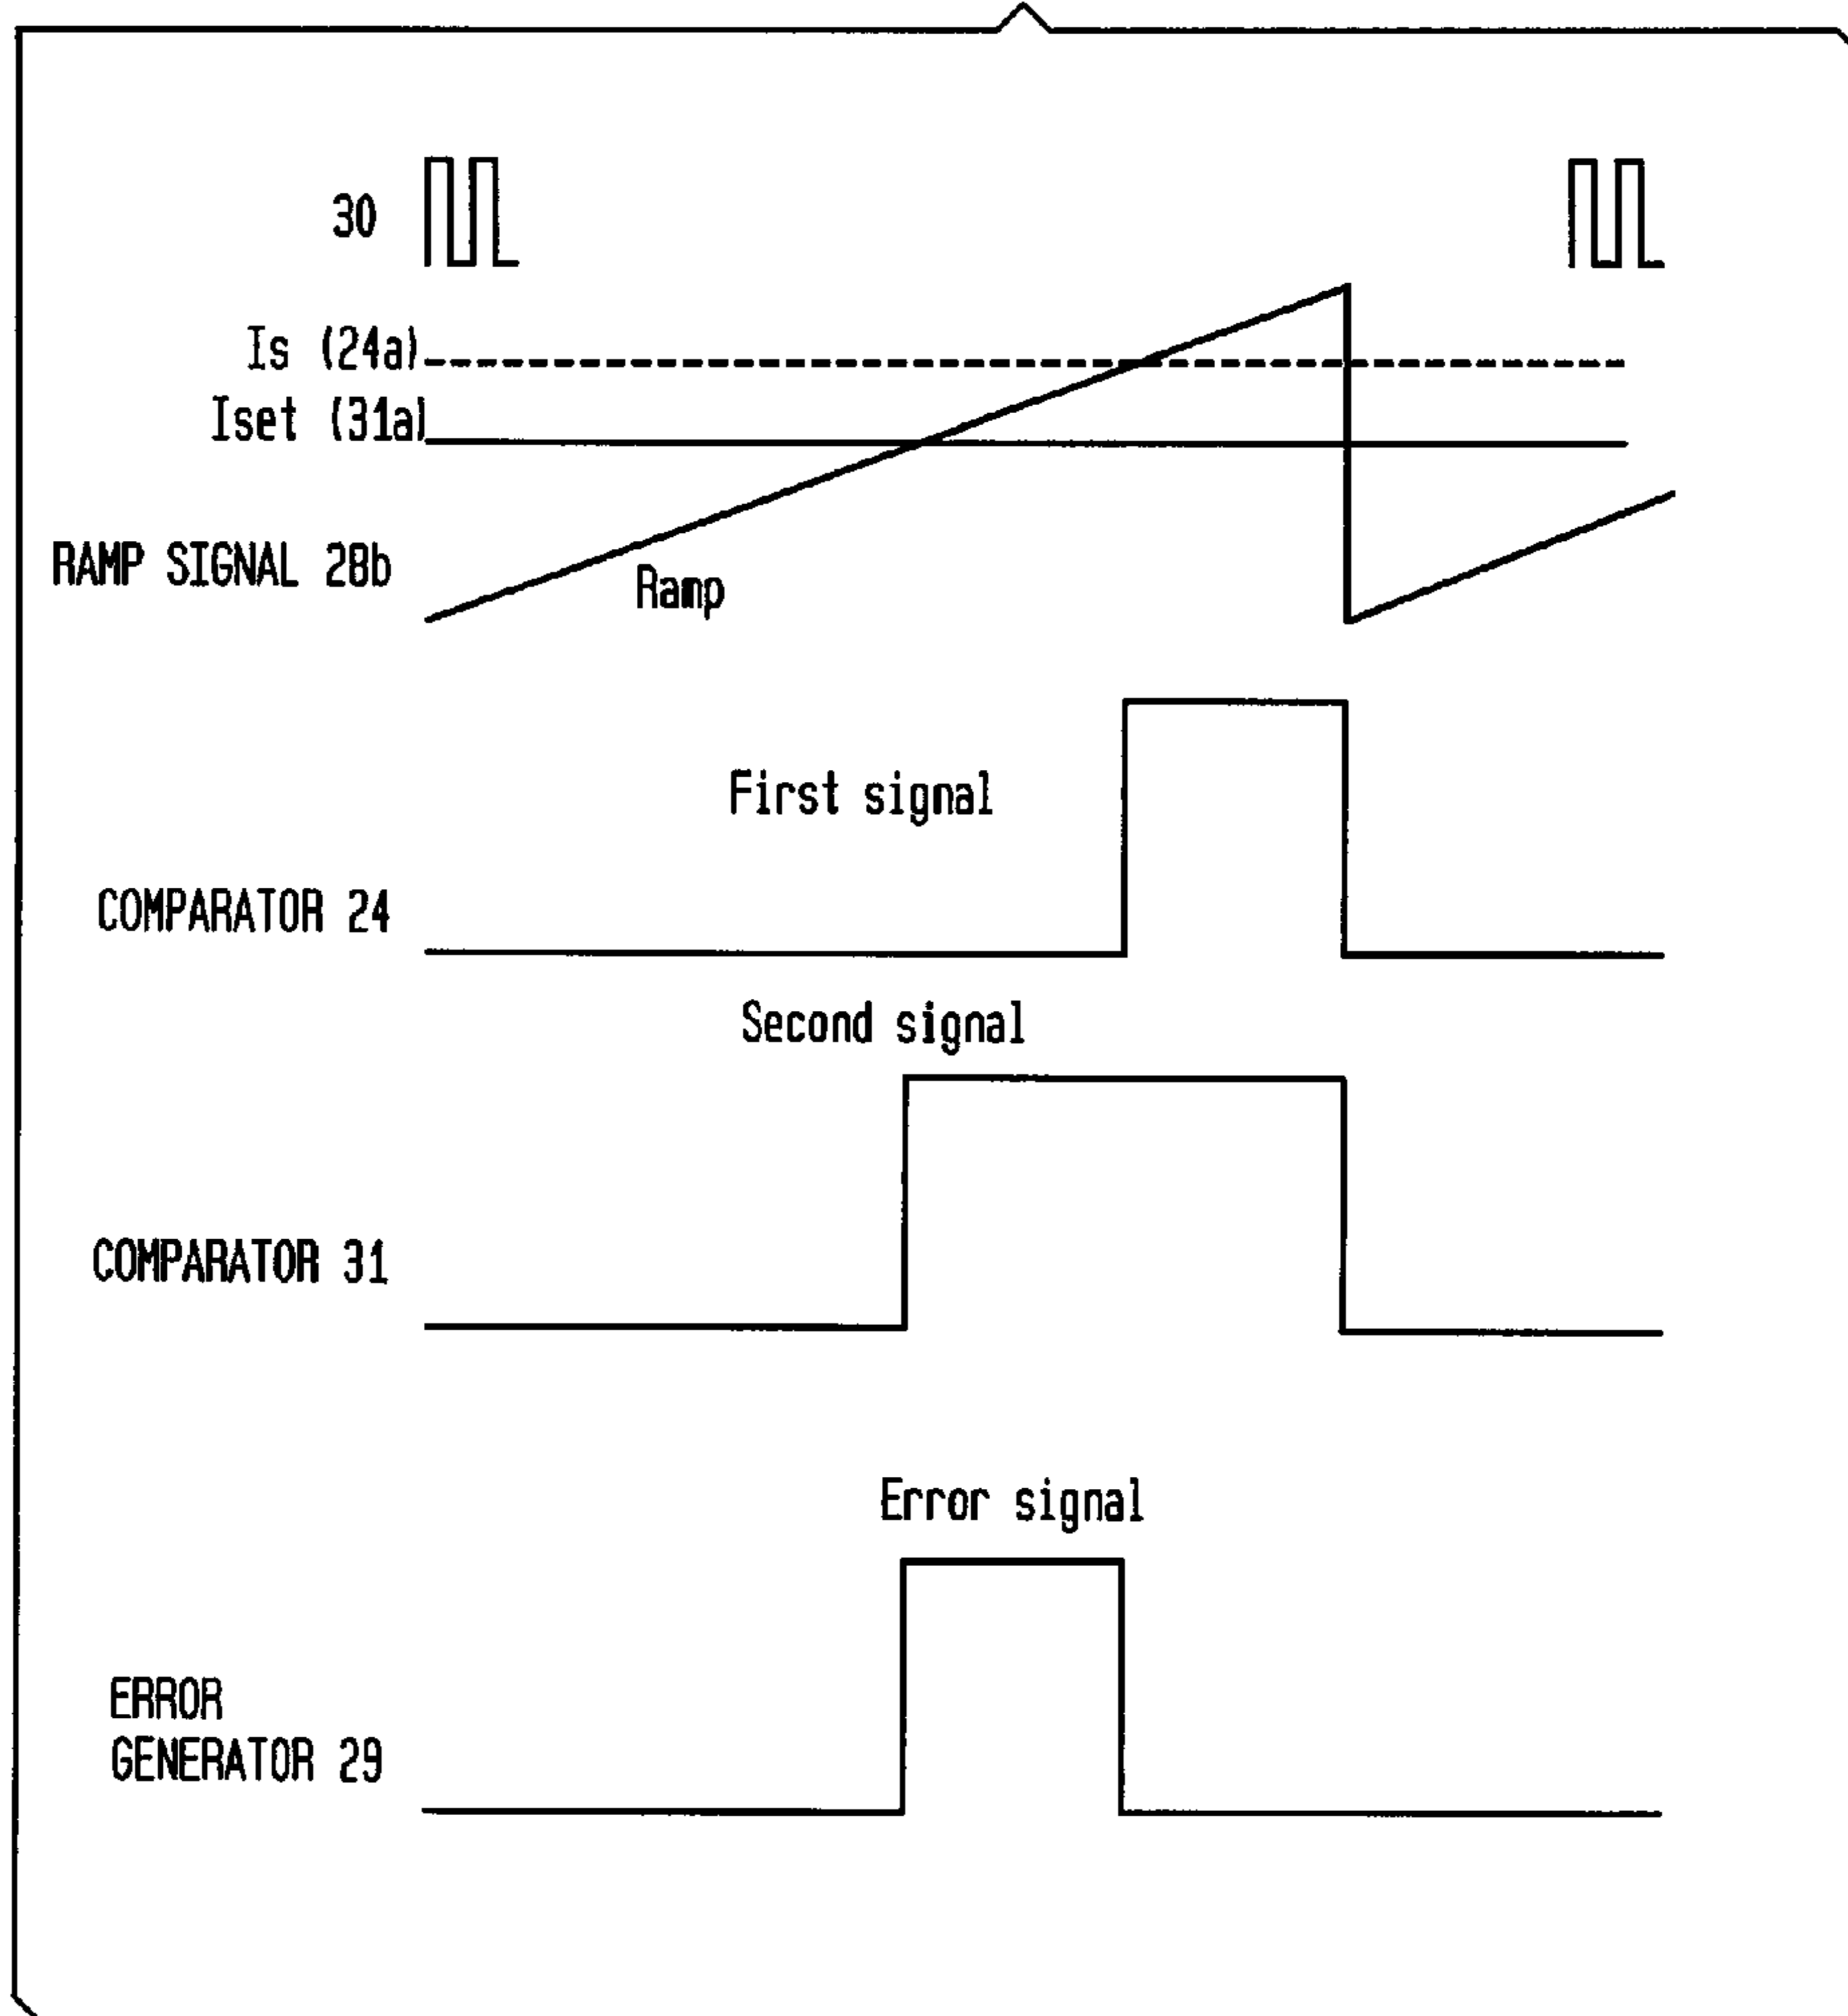 30
Is (24a)
Iset (31a)
RAMP SIGNAL 28b
Ramp
First signal
COMPARATOR 24
Second signal
COMPARATOR 31
Error signal
ERROR
GENERATOR 29